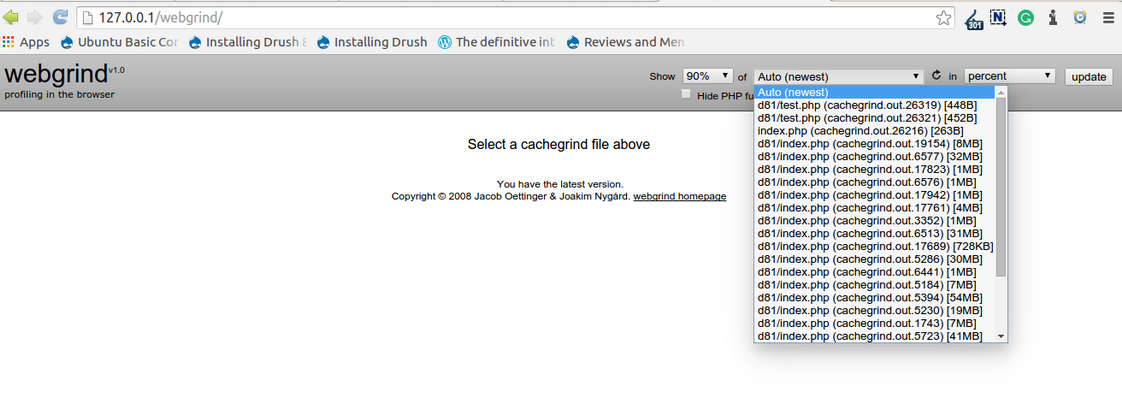 127.0.0.1/webgrind/
301
Apps Ubuntu Basic Cor Installing Drush 8 Installing Drush The definitive int Reviews and Men
webgrind v1.0
profiling in the browser
Show 90% of Auto (newest) in percent update
Hide PHP fu
Auto (newest)
d81/test.php (cachegrind.out.26319) [448B]
d81/test.php (cachegrind.out.26321) [452B]
index.php (cachegrind.out.26216) [263B]
d81/index.php (cachegrind.out.19154) [8MB]
d81/index.php (cachegrind.out.6577) [32MB]
d81/index.php (cachegrind.out.17823) [1MB]
d81/index.php (cachegrind.out.6576) [1MB]
d81/index.php (cachegrind.out.17942) [1MB]
d81/index.php (cachegrind.out.17761) [4MB]
d81/index.php (cachegrind.out.3352) [1MB]
d81/index.php (cachegrind.out.6513) [31MB]
d81/index.php (cachegrind.out.17689) [728KB]
d81/index.php (cachegrind.out.5286) [30MB]
d81/index.php (cachegrind.out.6441) [1MB]
d81/index.php (cachegrind.out.5184) [7MB]
d81/index.php (cachegrind.out.5394) [54MB]
d81/index.php (cachegrind.out.5230) [19MB]
d81/index.php (cachegrind.out.1743) [7MB]
d81/index.php (cachegrind.out.5723) [41MB]
Select a cachegrind file above
You have the latest version.
Copyright © 2008 Jacob Oettinger & Joakim Nygård. webgrind homepage